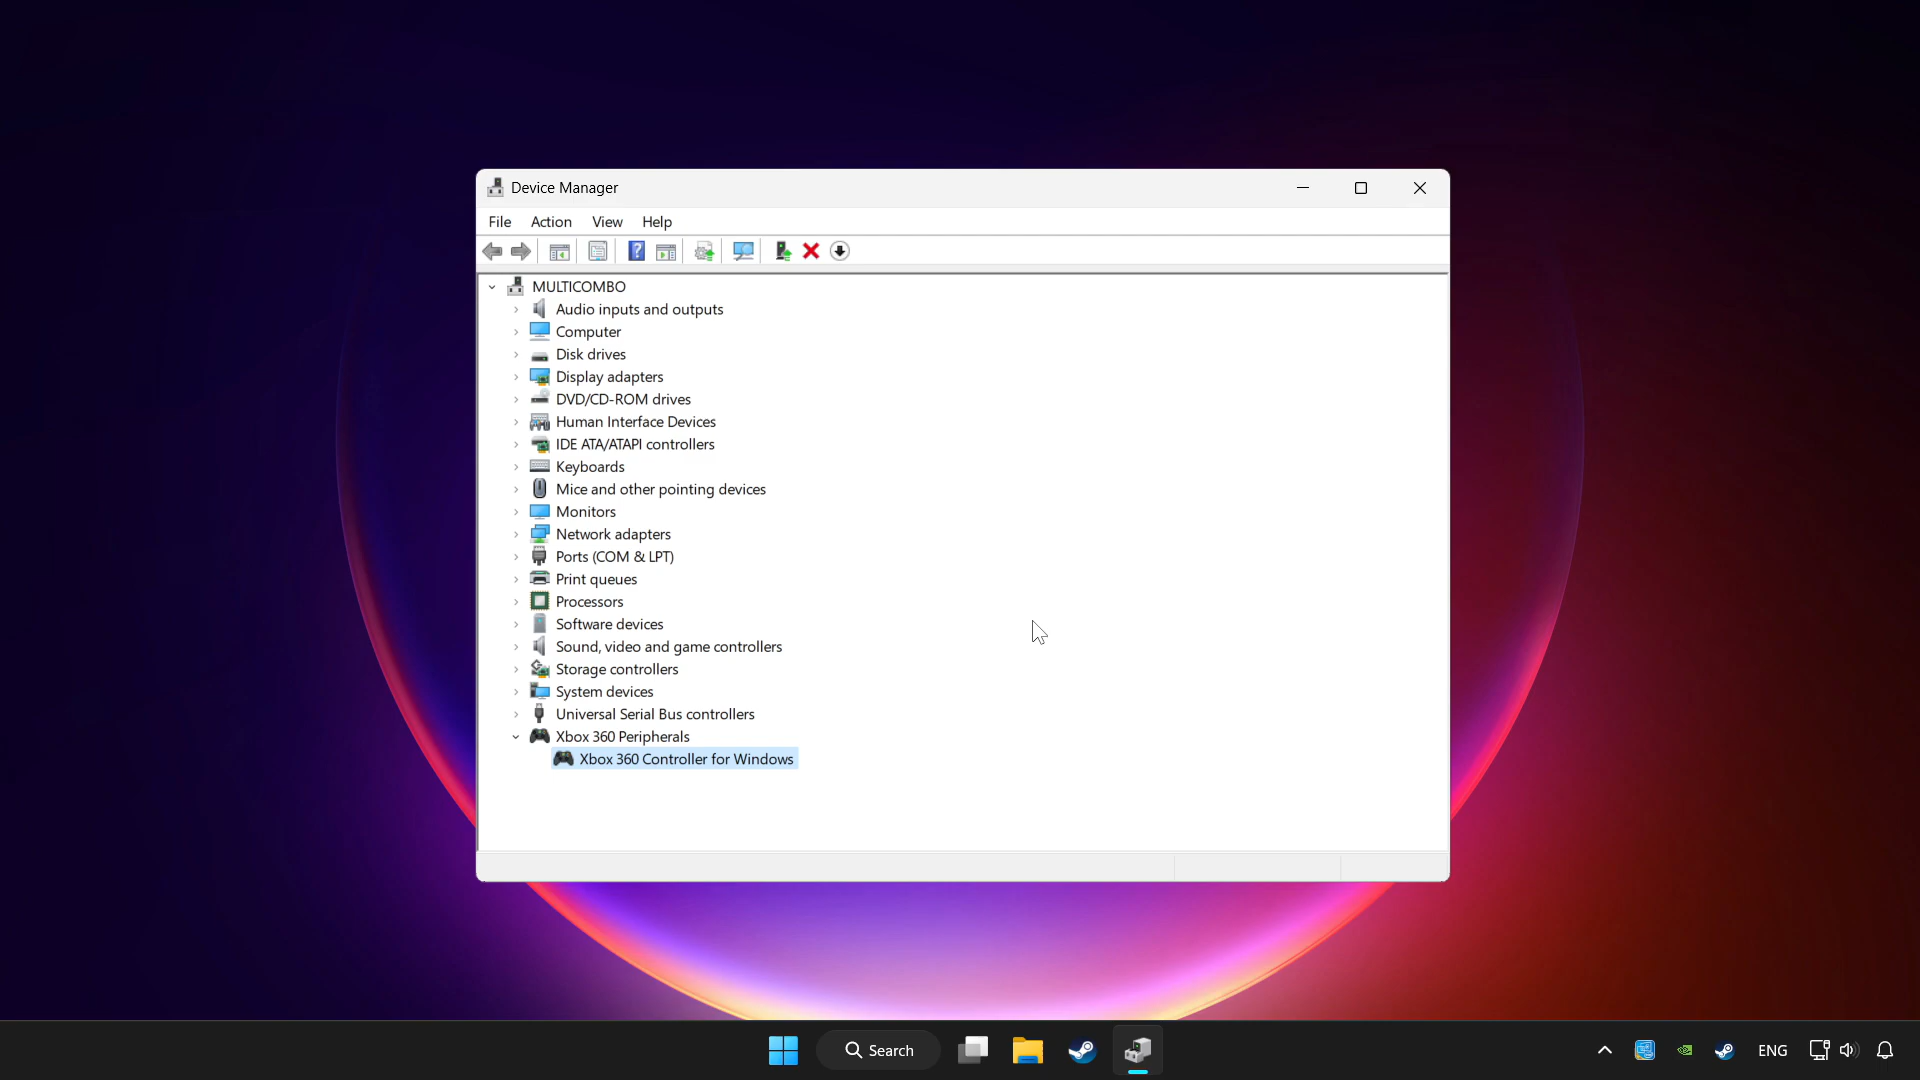 Device Manager
File Action View Help
MULTICOMBO
Audio inputs and outputs
Computer
Disk drives
Display adapters
DVD/CD-ROM drives
Human Interface Devices
IDE ATA/ATAPI controllers
Keyboards
Mice and other pointing devices
Monitors
Network adapters
Ports (COM & LPT)
Print queues
Processors
Software devices
Sound, video and game controllers
Storage controllers
System devices
Universal Serial Bus controllers
Xbox 360 Peripherals
Xbox 360 Controller for Windows
Search ENG